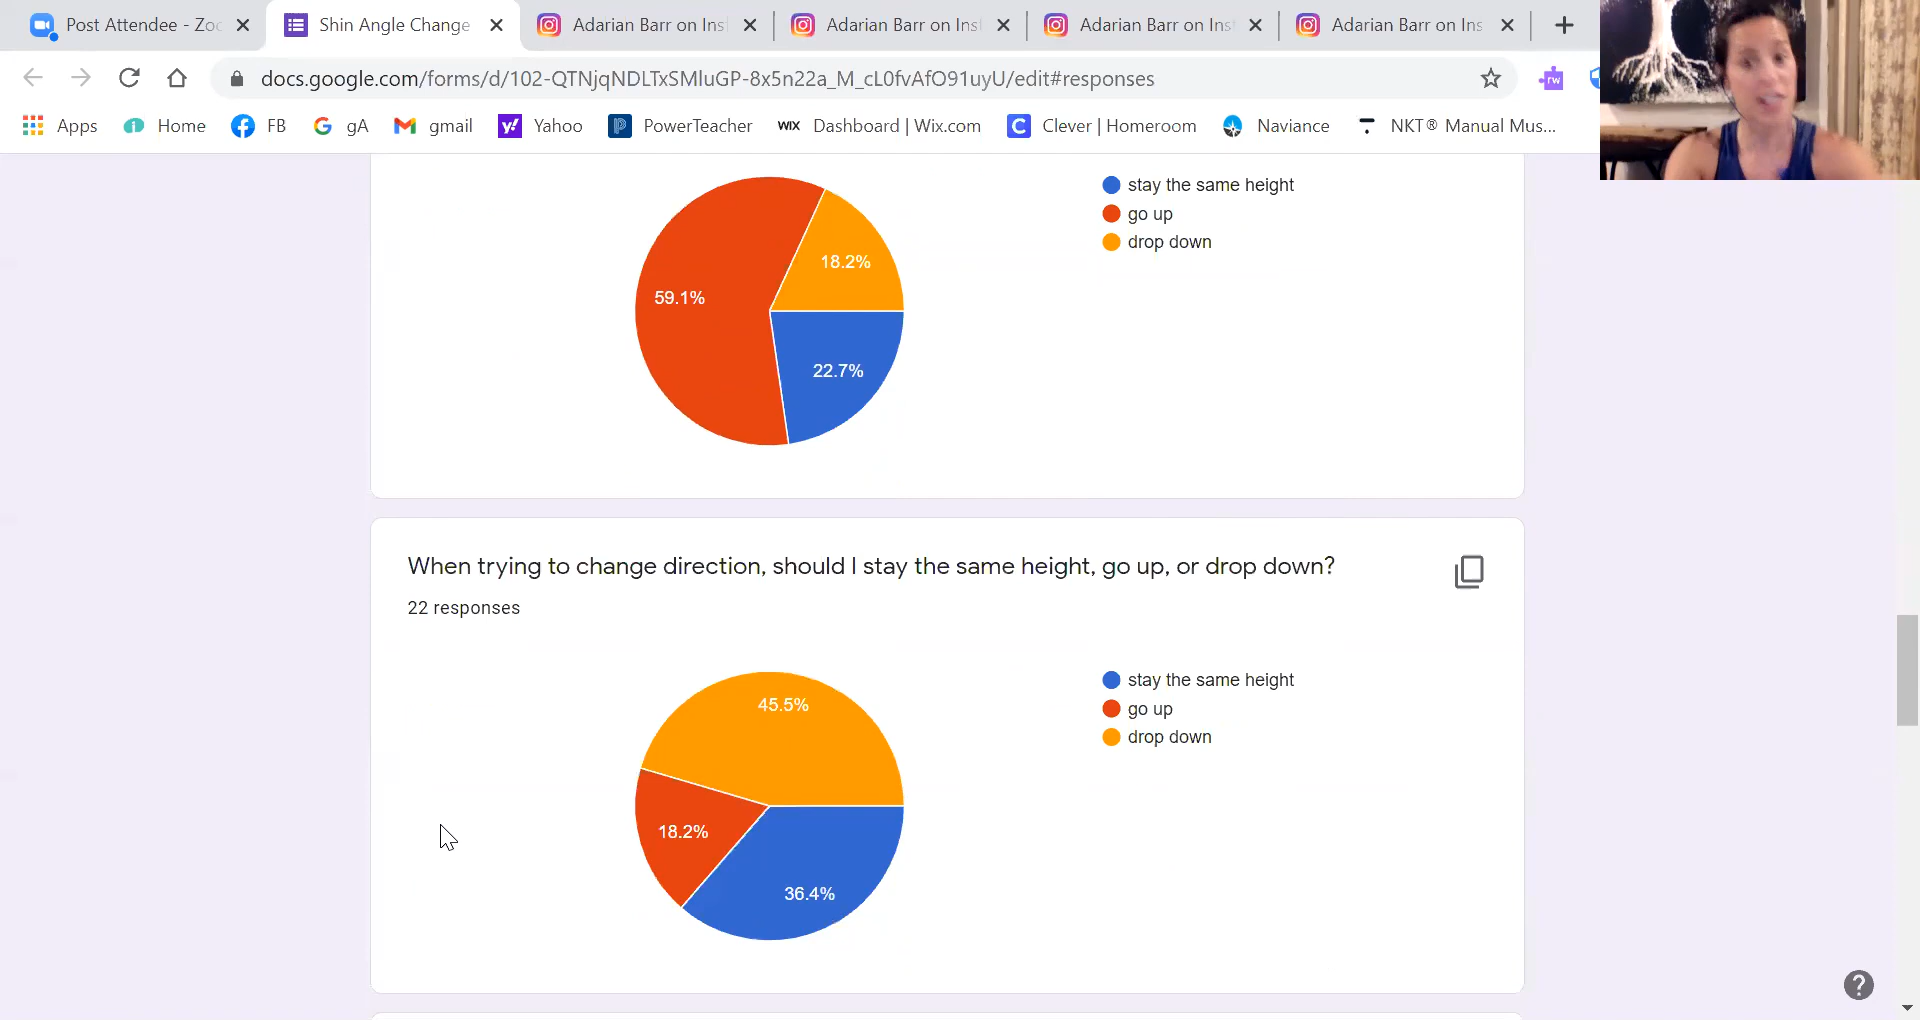 Post Attendee - Zoo
Shin Angle Change
Adarian Barr on Ins
Adarian Barr on Inst
Adarian Barr on Inst
Adarian Barr on Ins
docs.google.com/forms/d/102-QTNjqNDLTxSMluGP-8x5n22a_M_cL0fvAfO91uyU/edit#responses
rw
Apps
Home
FB
gA
gmail
Yahoo
PowerTeacher
WIX Dashboard | Wix.com
C Clever | Homeroom
Naviance
NKT® Manual Mus...
stay the same height
go up
drop down
18.2%
59.1%
22.7%
When trying to change direction, should I stay the same height, go up, or drop down?
22 responses
stay the same height
go up
drop down
45.5%
18.2%
36.4%